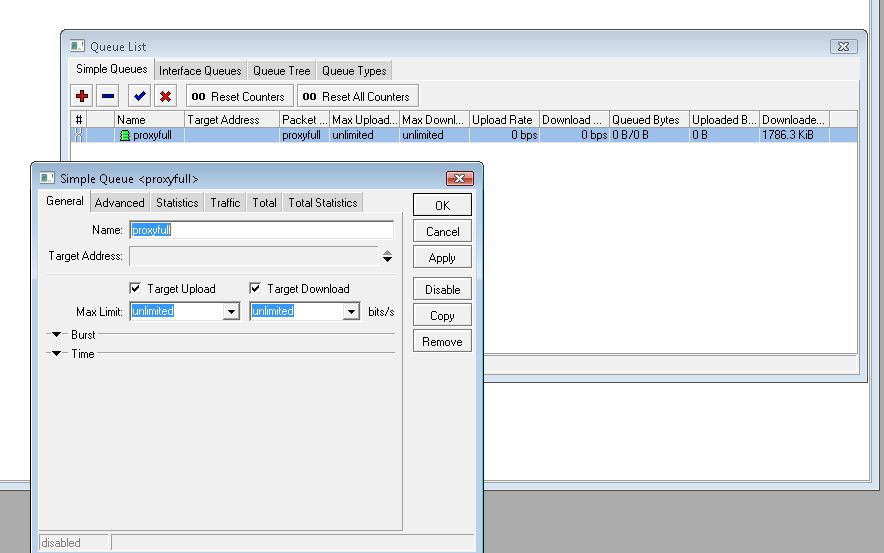 Queue List
Simple Queues Interface Queues Queue Tree Queue Types
00 Reset Counters 00 Reset All Counters
# Name Target Address Packet ... Max Upload... Max Downl... Upload Rate Download ... Queued Bytes Uploaded B... Downloade...
proxyfull proxyfull unlimited unlimited 0 bps 0 bps 0 B/0 B 0 B 1786.3 KiB
Simple Queue <proxyfull>
General Advanced Statistics Traffic Total Total Statistics
Name: proxyfull
Target Address:
Target Upload Target Download
Max Limit: unlimited unlimited bits/s
Burst
Time
OK
Cancel
Apply
Disable
Copy
Remove
disabled